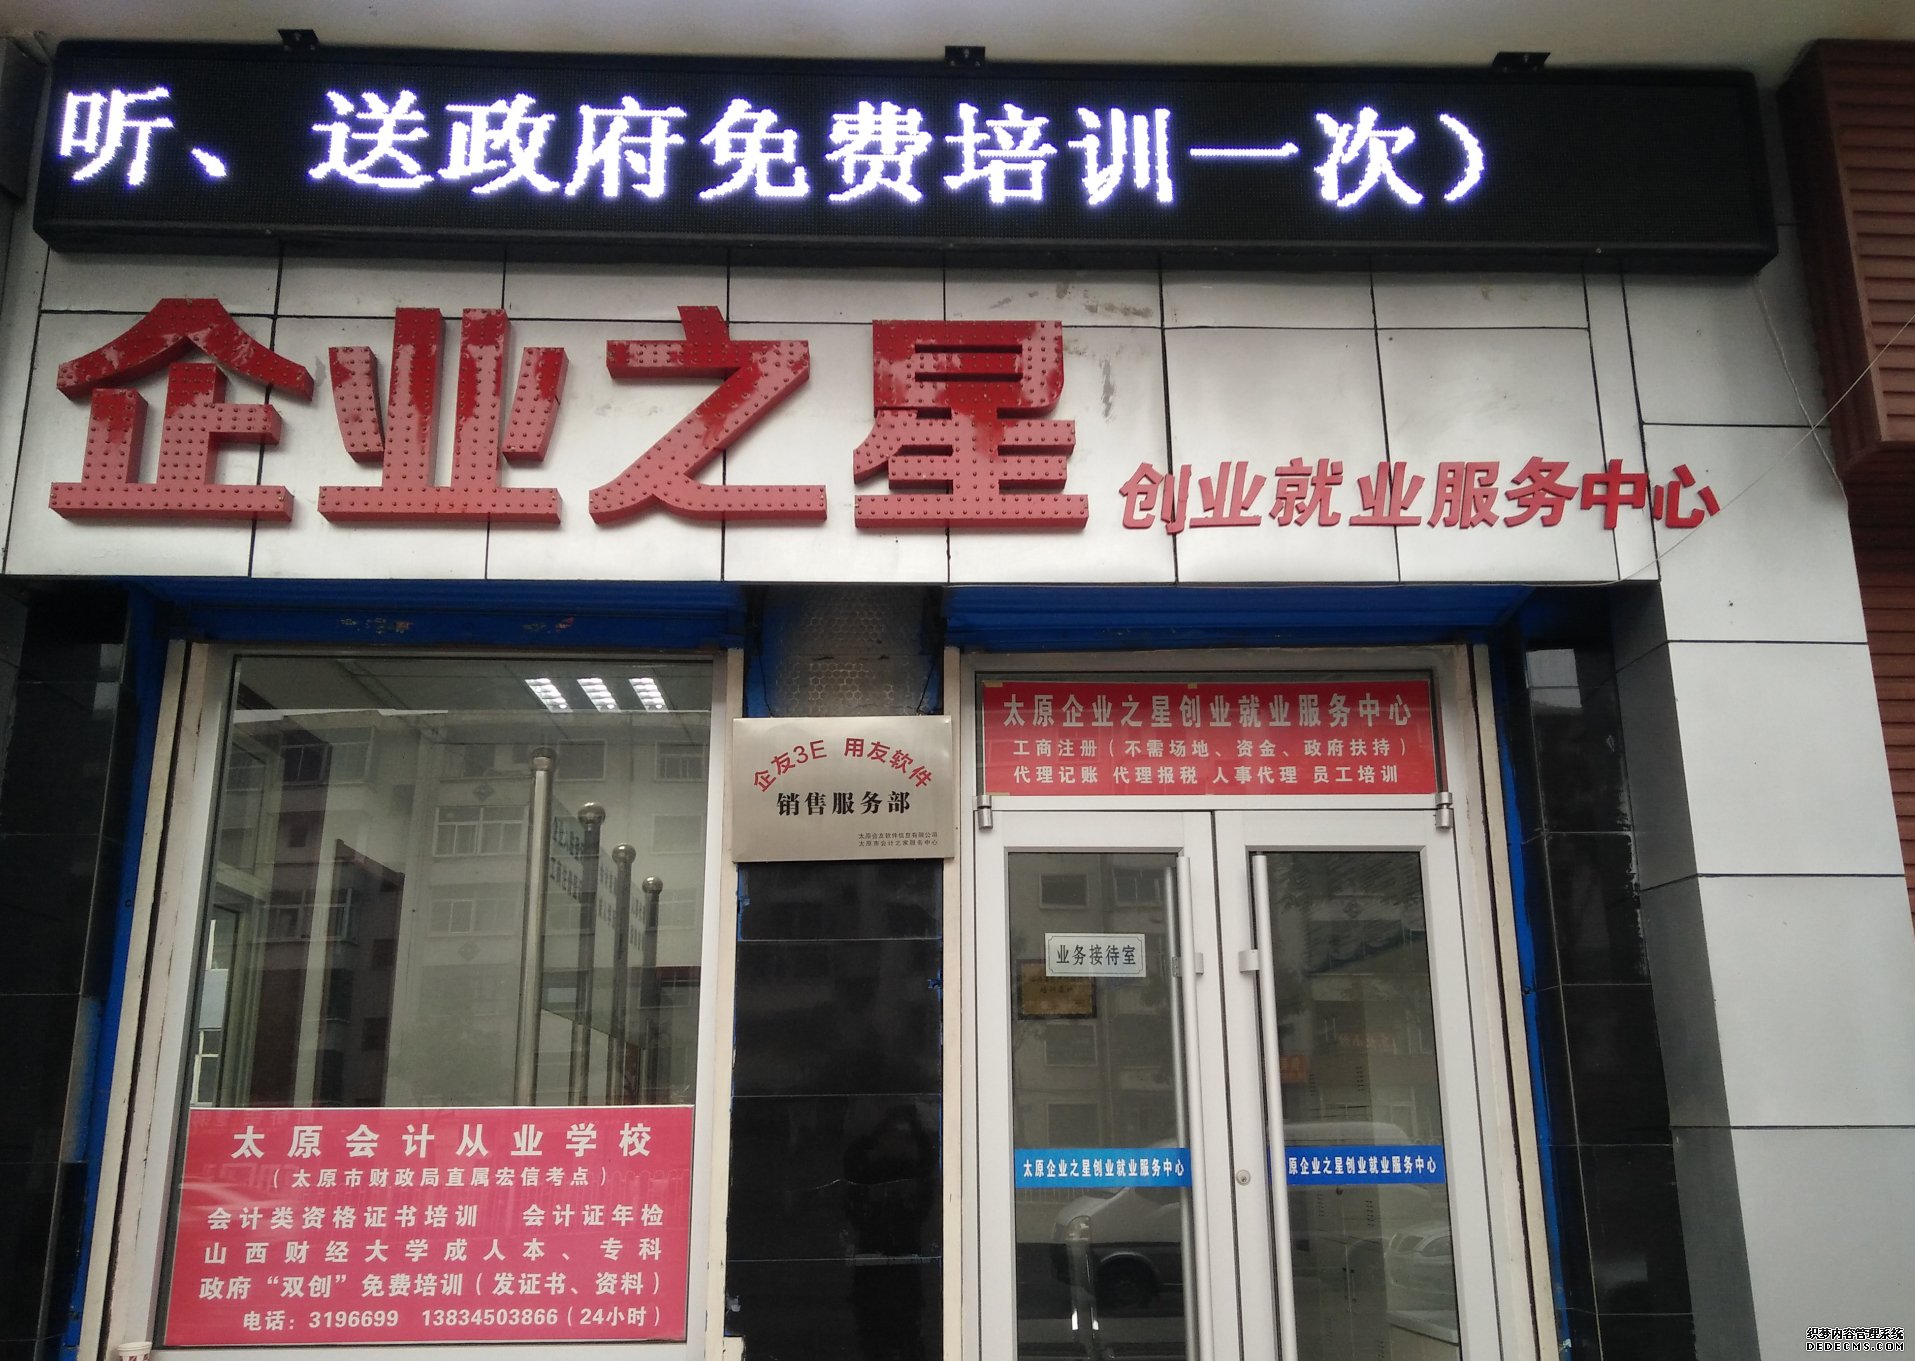 听、送政府免费培训一次）
企业之星 创业就业服务中心
企友3E 用友软件
销售服务部
太原企业之星创业就业服务中心
工商注册（不需场地、资金、政府扶持）
代理记账 代理报税 人事代理 员工培训
业务接待室
太原企业之星创业就业服务中心
原企业之星创业就业服务中心
太原会计从业学校
（太原市财政局直属宏信考点）
会计类资格证书培训 会计证年检
山西财经大学成人本、专科
政府“双创”免费培训（发证书、资料）
电话：3196699 13834503866（24小时）
织梦内容管理系统
DEDECMS.COM